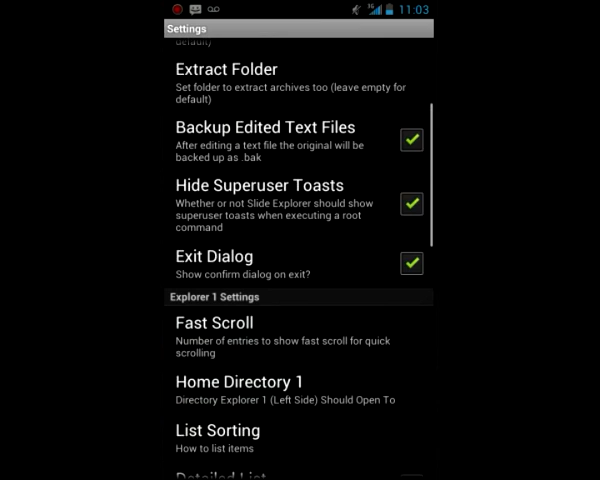 3G 11:03
Settings
default)
Extract Folder
Set folder to extract archives too (leave empty for
default)
Backup Edited Text Files
After editing a text file the original will be
backed up as .bak
Hide Superuser Toasts
Whether or not Slide Explorer should show
superuser toasts when executing a root
command
Exit Dialog
Show confirm dialog on exit?
Explorer 1 Settings
Fast Scroll
Number of entries to show fast scroll for quick
scrolling
Home Directory 1
Directory Explorer 1 (Left Side) Should Open To
List Sorting
How to list items
Detailed List